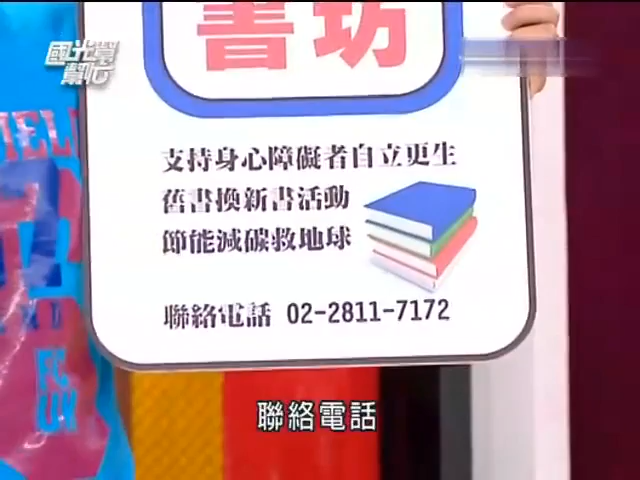 國光幫
幫忙
書坊
支持身心障礙者自立更生
舊書換新書活動
節能減碳救地球
聯絡電話 02-2811-7172
聯絡電話